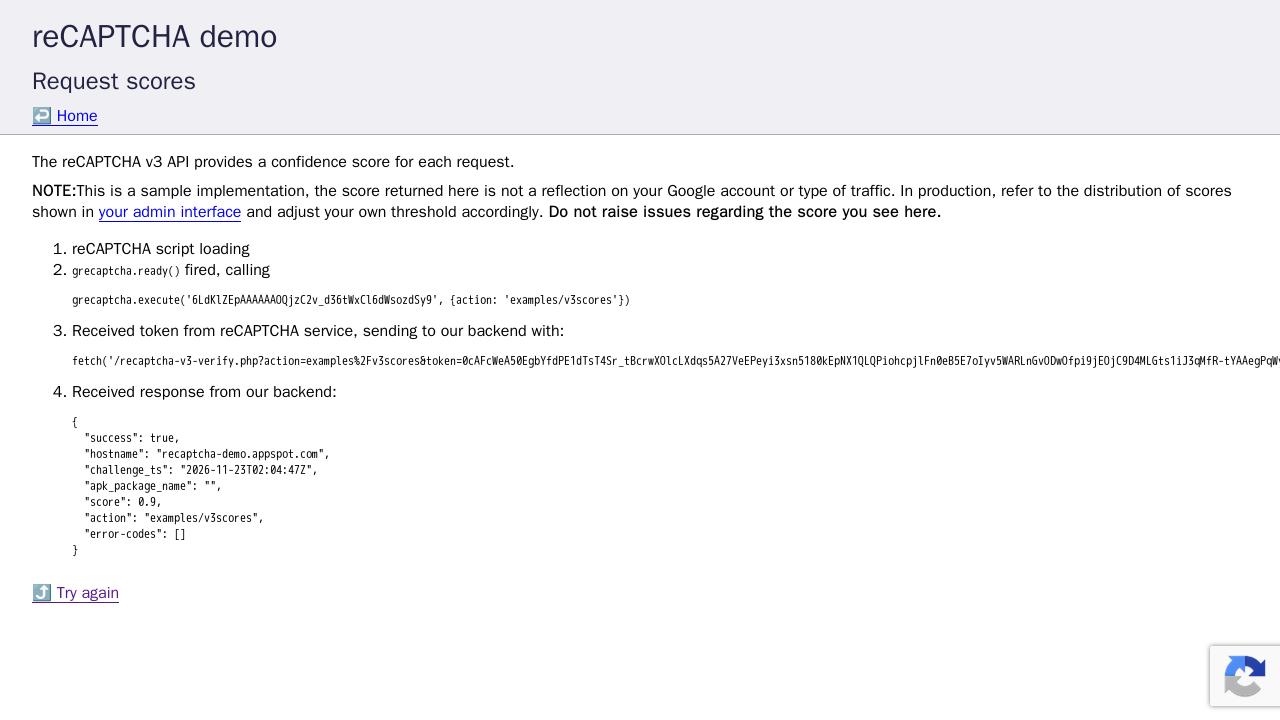 reCAPTCHA demo
Request scores
↩️ Home
The reCAPTCHA v3 API provides a confidence score for each request.
NOTE:This is a sample implementation, the score returned here is not a reflection on your Google account or type of traffic. In production, refer to the distribution of scores
shown in your admin interface and adjust your own threshold accordingly. Do not raise issues regarding the score you see here.
1. reCAPTCHA script loading
2. grecaptcha.ready() fired, calling
grecaptcha.execute('6LdKlZEpAAAAAAOQjzC2v_d36tWxCl6dWsozdSy9', {action: 'examples/v3scores'})
3. Received token from reCAPTCHA service, sending to our backend with:
fetch('/recaptcha-v3-verify.php?action=examples%2Fv3scores&token=0cAFcWeA50EgbYfdPE1dTsT4Sr_tBcrwXOlcLXdqs5A27VeEPeyi3xsn5180kEpNX1QLQPiohcpjlFn0eB5E7oIyv5WARLnGvODWOfpi9jEOjC9D4MLGts1iJ3qMfR-tYAAegPqW
4. Received response from our backend:
{
"success": true,
"hostname": "recaptcha-demo.appspot.com",
"challenge_ts": "2026-11-23T02:04:47Z",
"apk_package_name": "",
"score": 0.9,
"action": "examples/v3scores",
"error-codes": []
}
⤴️ Try again